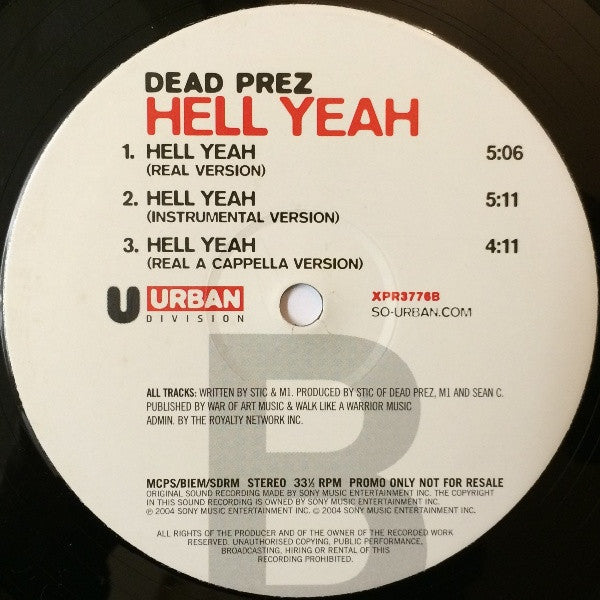 DEAD PREZ
HELL YEAH
1. HELL YEAH 5:06
(REAL VERSION)
2. HELL YEAH 5:11
(INSTRUMENTAL VERSION)
3. HELL YEAH 4:11
(REAL A CAPPELLA VERSION)
U URBAN
DIVISION
XPR3776B
SO-URBAN.COM
B
ALL TRACKS: WRITTEN BY STIC & M1. PRODUCED BY STIC OF DEAD PREZ, M1 AND SEAN C.
PUBLISHED BY WAR OF ART MUSIC & WALK LIKE A WARRIOR MUSIC
ADMIN. BY THE ROYALTY NETWORK INC.
MCPS/BIEM/SDRM STEREO 33⅓ RPM PROMO ONLY NOT FOR RESALE
ORIGINAL SOUND RECORDING MADE BY SONY MUSIC ENTERTAINMENT INC. THE COPYRIGHT
IN THIS SOUND RECORDING IS OWNED BY SONY MUSIC ENTERTAINMENT INC.
℗ 2004 SONY MUSIC ENTERTAINMENT INC. © 2004 SONY MUSIC ENTERTAINMENT INC.
ALL RIGHTS OF THE PRODUCER AND OF THE OWNER OF THE RECORDED WORK
RESERVED. UNAUTHORISED COPYING, PUBLIC PERFORMANCE,
BROADCASTING, HIRING OR RENTAL OF THIS
RECORDING PROHIBITED.